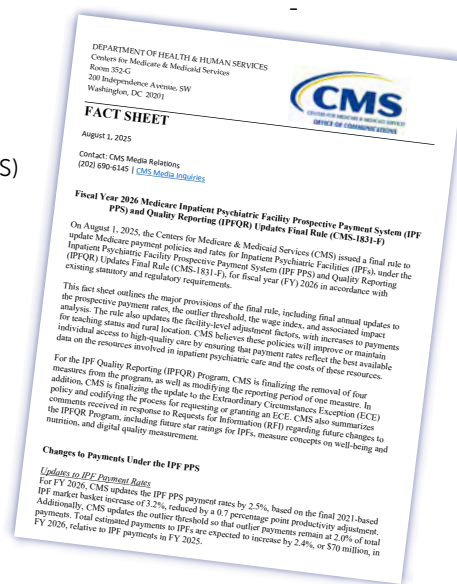 S)
DEPARTMENT OF HEALTH & HUMAN SERVICES
Centers for Medicare & Medicaid Services
Room 352-G
200 Independence Avenue, SW
Washington, DC 20201
CMS
CENTERS FOR MEDICARE & MEDICAID SERVICES
OFFICE OF COMMUNICATIONS
FACT SHEET
August 1, 2025
Contact: CMS Media Relations
(202) 690-6145 | CMS Media Inquiries
Fiscal Year 2026 Medicare Inpatient Psychiatric Facility Prospective Payment System (IPF
PPS) and Quality Reporting (IPFQR) Updates Final Rule (CMS-1831-F)
On August 1, 2025, the Centers for Medicare & Medicaid Services (CMS) issued a final rule to
update Medicare payment policies and rates for Inpatient Psychiatric Facilities (IPFs), under the
Inpatient Psychiatric Facility Prospective Payment System (IPF PPS) and Quality Reporting
(IPFQR) Updates Final Rule (CMS-1831-F), for fiscal year (FY) 2026 in accordance with
existing statutory and regulatory requirements.
This fact sheet outlines the major provisions of the final rule, including final annual updates to
the prospective payment rates, the outlier threshold, the wage index, and associated impact
analysis. The rule also updates the facility-level adjustment factors, with increases to payments
for teaching status and rural location. CMS believes these policies will improve or maintain
individual access to high-quality care by ensuring that payment rates reflect the best available
data on the resources involved in inpatient psychiatric care and the costs of these resources.
For the IPF Quality Reporting (IPFQR) Program, CMS is finalizing the removal of four
measures from the program, as well as modifying the reporting period of one measure. In
addition, CMS is finalizing the update to the Extraordinary Circumstances Exception (ECE)
policy and codifying the process for requesting or granting an ECE. CMS also summarizes
comments received in response to Requests for Information (RFI) regarding future changes to
the IPFQR Program, including future star ratings for IPFs, measure concepts on well-being and
nutrition, and digital quality measurement.
Changes to Payments Under the IPF PPS
Updates to IPF Payment Rates
For FY 2026, CMS updates the IPF PPS payment rates by 2.5%, based on the final 2021-based
IPF market basket increase of 3.2%, reduced by a 0.7 percentage point productivity adjustment.
Additionally, CMS updates the outlier threshold so that outlier payments remain at 2.0% of total
payments. Total estimated payments to IPFs are expected to increase by 2.4%, or $70 million, in
FY 2026, relative to IPF payments in FY 2025.